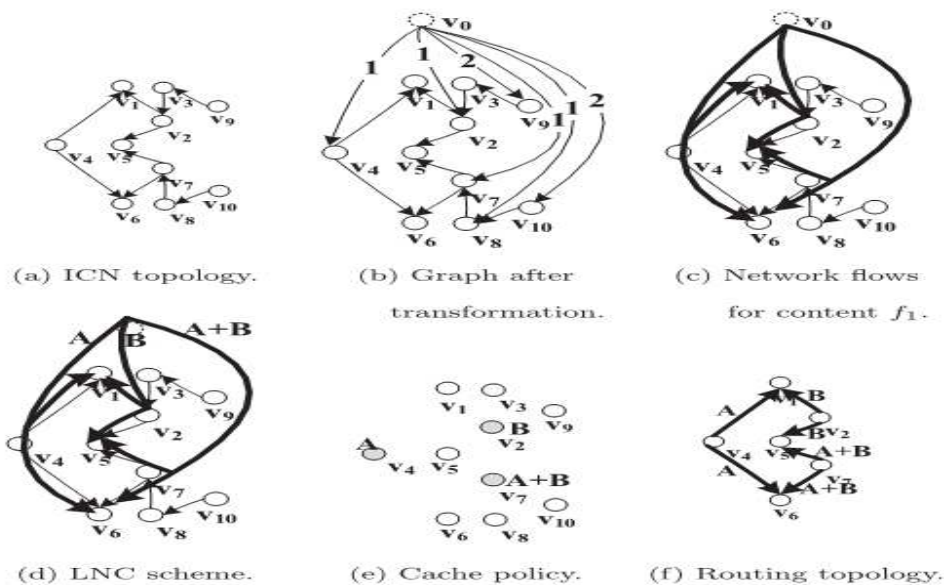 v0
1 1 2 1 1 2
v1 v3 v9 v2 v4 v5 v7 v6 v8 v10
v1 v3 v9 v2 v4 v5 v7 v6 v8 v10
v0
v1 v3 v9 v2 v4 v5 v7 v6 v8 v10
(a) ICN topology.
(b) Graph after
transformation.
(c) Network flows
for content f1.
A B A+B
v1 v3 v9 v2 v4 v5 v7 v6 v8 v10
v1 v3 v9
B
v2
A
v4 v5
A+B
v7
v10
v6 v8
B
A
v2
B
v4 v5
A+B
A
v7
A+B
v6
(d) LNC scheme.
(e) Cache policy.
(f) Routing topology.